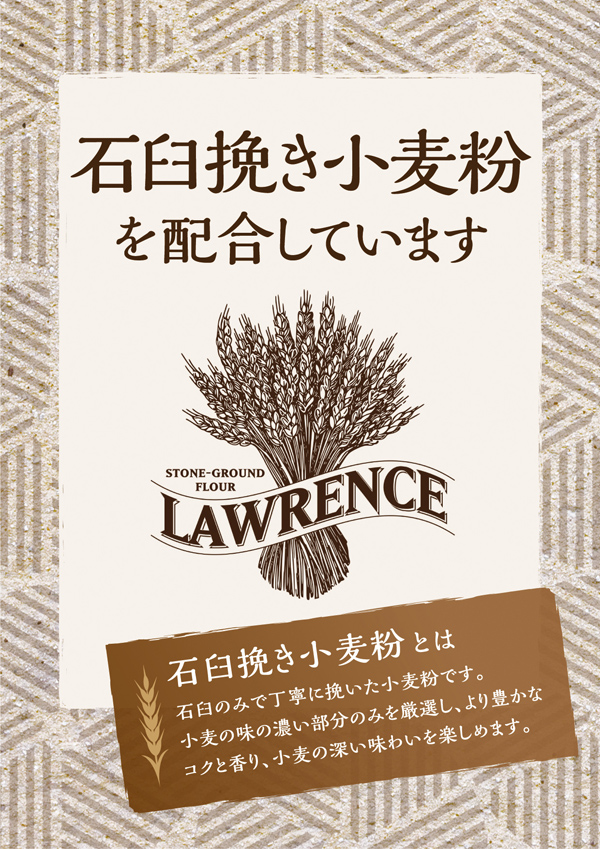 石臼挽き小麦粉
を配合しています
STONE-GROUND
FLOUR
LAWRENCE
石臼挽き小麦粉とは
石臼のみで丁寧に挽いた小麦粉です。
小麦の味の濃い部分のみを厳選し、より豊かな
コクと香り、小麦の深い味わいを楽しめます。